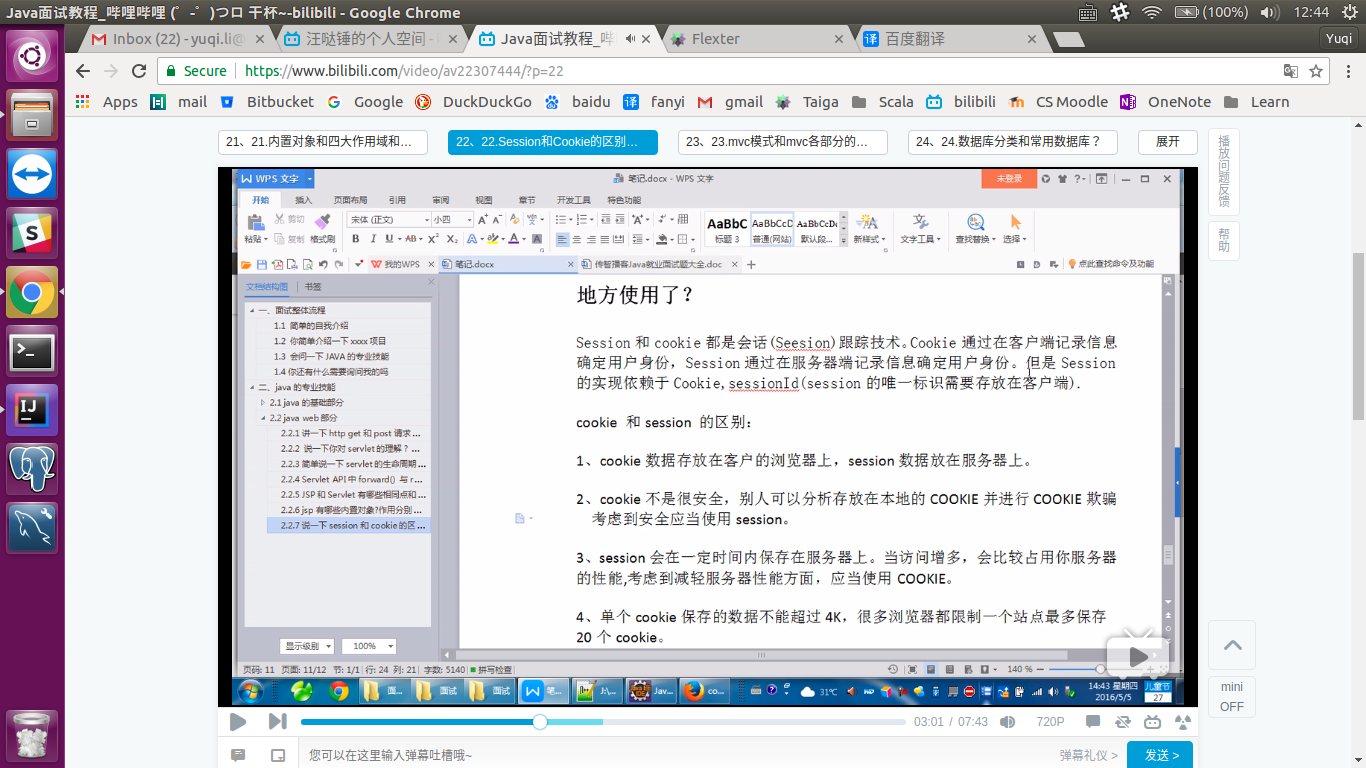 Java面试教程_哔哩哔哩 (゜-゜)つロ 干杯~-bilibili - Google Chrome
(100%)
12:44
Inbox (22) - yuqi.li@
汪哒锤的个人空间 -
Java面试教程_哔
Flexter
百度翻译
Yuqi
Secure
https://www.bilibili.com/video/av22307444/?p=22
Apps
mail
Bitbucket
Google
DuckDuckGo
baidu
fanyi
gmail
Taiga
Scala
bilibili
CS Moodle
OneNote
Learn
21、21.内置对象和四大作用域和…
22、22.Session和Cookie的区别…
23、23.mvc模式和mvc各部分的…
24、24.数据库分类和常用数据库？
展开
播放问题反馈
帮助
WPS 文字
笔记.docx - WPS 文字
未登录
开始
插入
页面布局
引用
审阅
视图
章节
开发工具
特色功能
粘贴
剪切
复制
格式刷
宋体 (正文)
小四
AaBbC
标题 3
AaBbCcD
普通(网站)
AaBbCcDc
默认段...
新样式
文字工具
查找替换
选择
我的WPS
笔记.docx
传智播客Java就业面试题大全.doc
点此查找命令及功能
文档结构图
书签
一、面试整体流程
1.1 简单的自我介绍
1.2 你简单介绍一下 xxxx 项目
1.3 会问一下 JAVA 的专业技能
1.4 你还有什么需要询问我的吗
二、java 的专业技能
2.1 java 的基础部分
2.2 java web 部分
2.2.1 讲一下 http get 和 post 请求 ...
2.2.2 说一下你对 servlet 的理解？ ...
2.2.3 简单说一下 servlet 的生命周期 ...
2.2.4 Servlet API 中 forward() 与 r...
2.2.5 JSP 和 Servlet 有哪些相同点和 ...
2.2.6 jsp 有哪些内置对象?作用分别 ...
2.2.7 说一下 session 和 cookie 的区 ...
地方使用了？
Session 和 cookie 都是会话(Seesion)跟踪技术。Cookie 通过在客户端记录信息
确定用户身份，Session 通过在服务器端记录信息确定用户身份。但是 Session
的实现依赖于 Cookie,sessionId(session 的唯一标识需要存放在客户端).
cookie 和 session 的区别：
1、cookie 数据存放在客户的浏览器上，session 数据放在服务器上。
2、cookie 不是很安全，别人可以分析存放在本地的 COOKIE 并进行 COOKIE 欺骗
考虑到安全应当使用 session。
3、session 会在一定时间内保存在服务器上。当访问增多，会比较占用你服务器
的性能,考虑到减轻服务器性能方面，应当使用 COOKIE。
4、单个 cookie 保存的数据不能超过 4K，很多浏览器都限制一个站点最多保存
20 个 cookie。
显示级别
100%
页码: 11
页面: 11/12
节: 1/1
行: 24
列: 21
字数: 5140
拼写检查
140 %
面...
面试
面试
笔...
J:\...
Jav...
co...
31℃
14:43 星期四
2016/5/5
儿童节
27
03:01 / 07:43
720P
您可以在这里输入弹幕吐槽哦~
弹幕礼仪 >
发送 >
mini
OFF